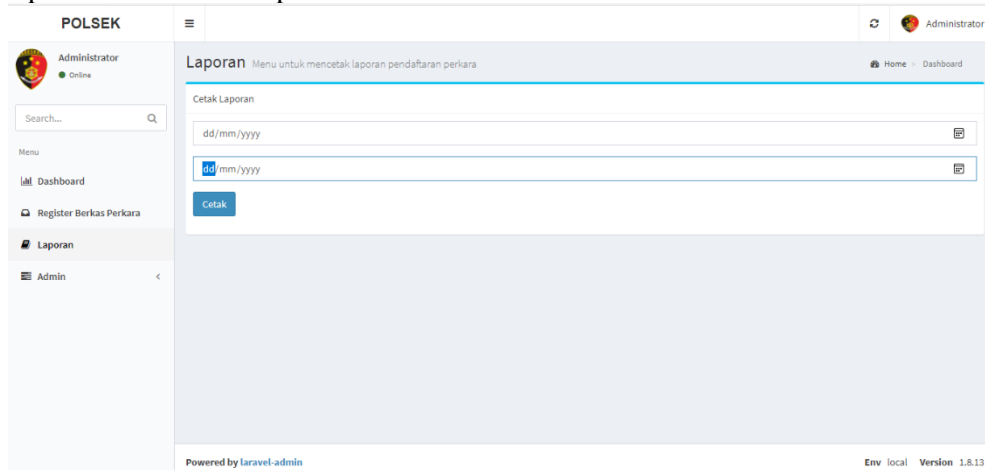 POLSEK
Administrator
Administrator
Online
Search...
Menu
Dashboard
Register Berkas Perkara
Laporan
Admin
Laporan Menu untuk mencetak laporan pendaftaran perkara
Home > Dashboard
Cetak Laporan
dd/mm/yyyy
dd/mm/yyyy
Cetak
Powered by laravel-admin
Env local Version 1.8.13